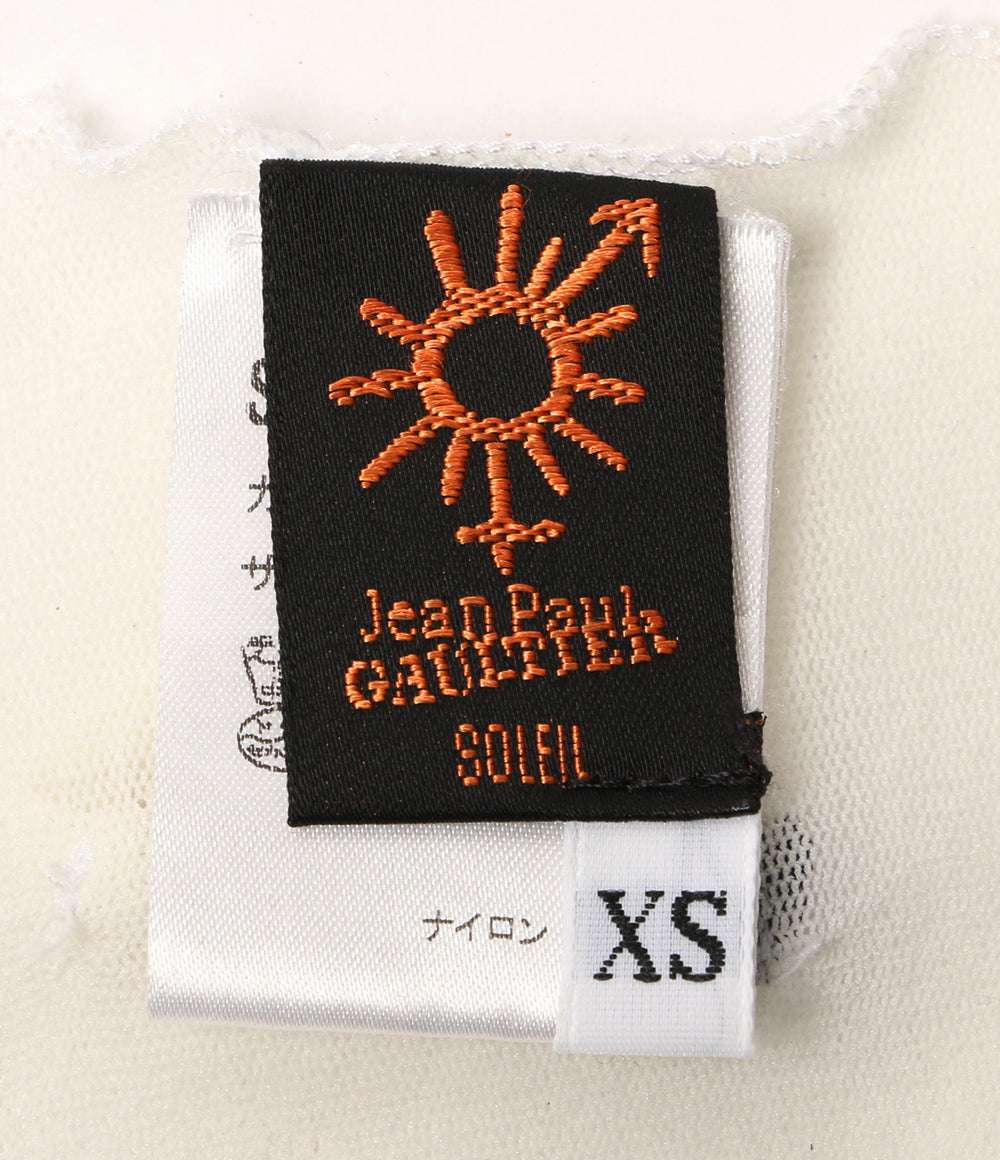 Jean Paul
GAULTIER
SOLEIL
ナイロン
XS